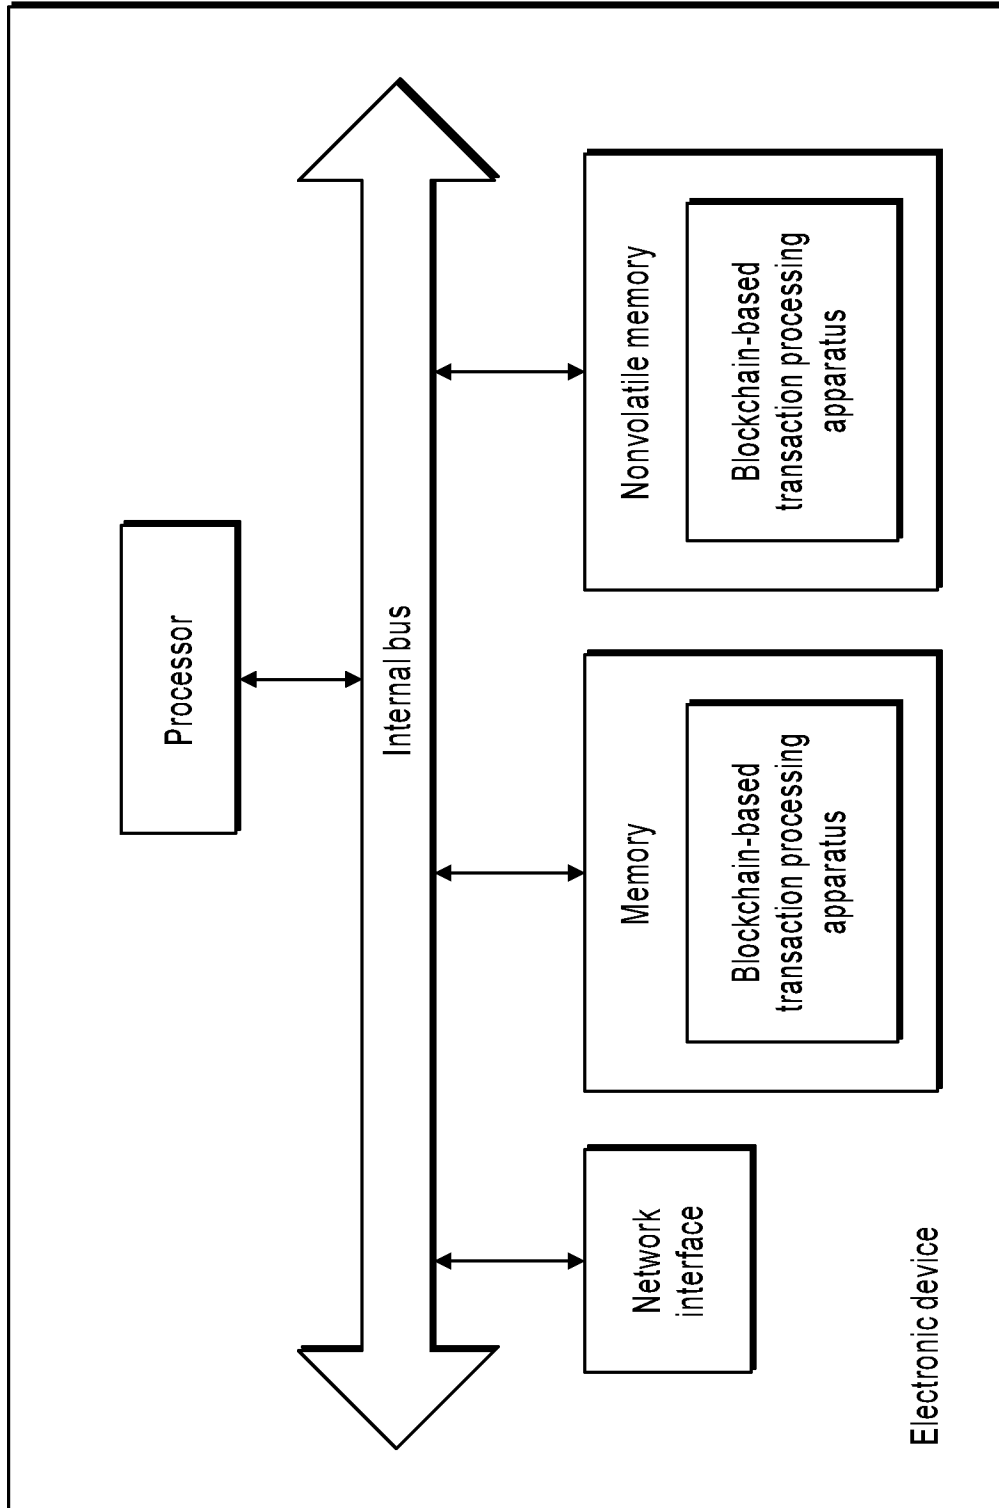 Processor
Internal bus
Network
interface
Memory
Blockchain-based
transaction processing
apparatus
Nonvolatile memory
Blockchain-based
transaction processing
apparatus
Electronic device